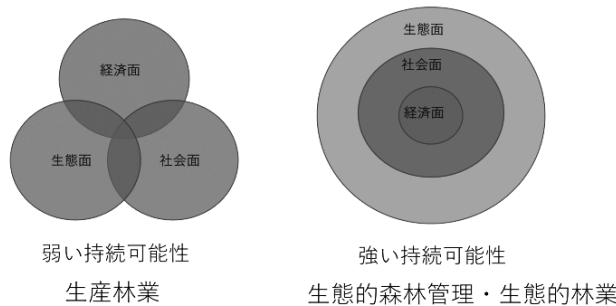 経済面
生態面
社会面
弱い持続可能性
生産林業
生態面
社会面
経済面
強い持続可能性
生態的森林管理・生態的林業